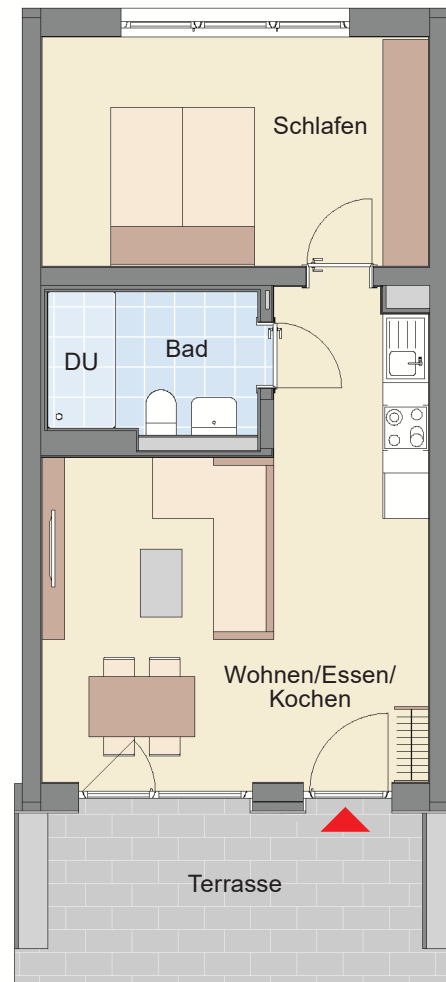 Schlafen
DU
Bad
Wohnen/Essen/
Kochen
Terrasse